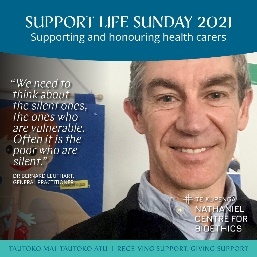 SUPPORT LIFE SUNDAY 2021
Supporting and honouring health carers
"We need to
think about
the silent ones,
the ones who
are vulnerable.
Often it is the
poor who are
silent."
DR BERNARD LEUTHART,
GENERAL PRACTITIONER
TE KUPENGA
NATHANIEL
CENTRE FOR
BIOETHICS
TAUTOKO MAI, TAUTOKO ATU | RECEIVING SUPPORT, GIVING SUPPORT